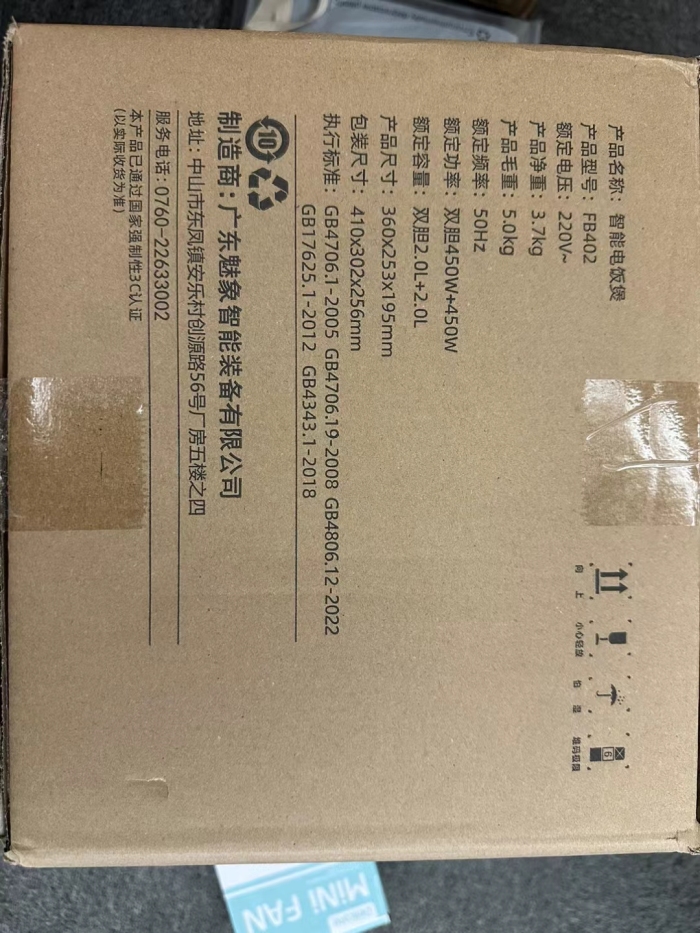 产品名称：智能电饭煲
产品型号：FB402
额定电压：220V~
产品净重：3.7kg
产品毛重：5.0kg
额定频率：50Hz
额定功率：双胆450W+450W
额定容量：双胆2.0L+2.0L
产品尺寸：360x253x195mm
包装尺寸：410x302x256mm
执行标准：GB4706.1-2005 GB4706.19-2008 GB4806.12-2022
GB17625.1-2012 GB4343.1-2018
10
制造商：广东魅象智能装备有限公司
地址：中山市东凤镇安乐村创源路56号厂房五楼之四
服务电话：0760-22633002
本产品已通过国家强制性3C认证
(以实际收货为准)
向上
小心轻放
怕湿
堆码极限
6
MiNi FAN